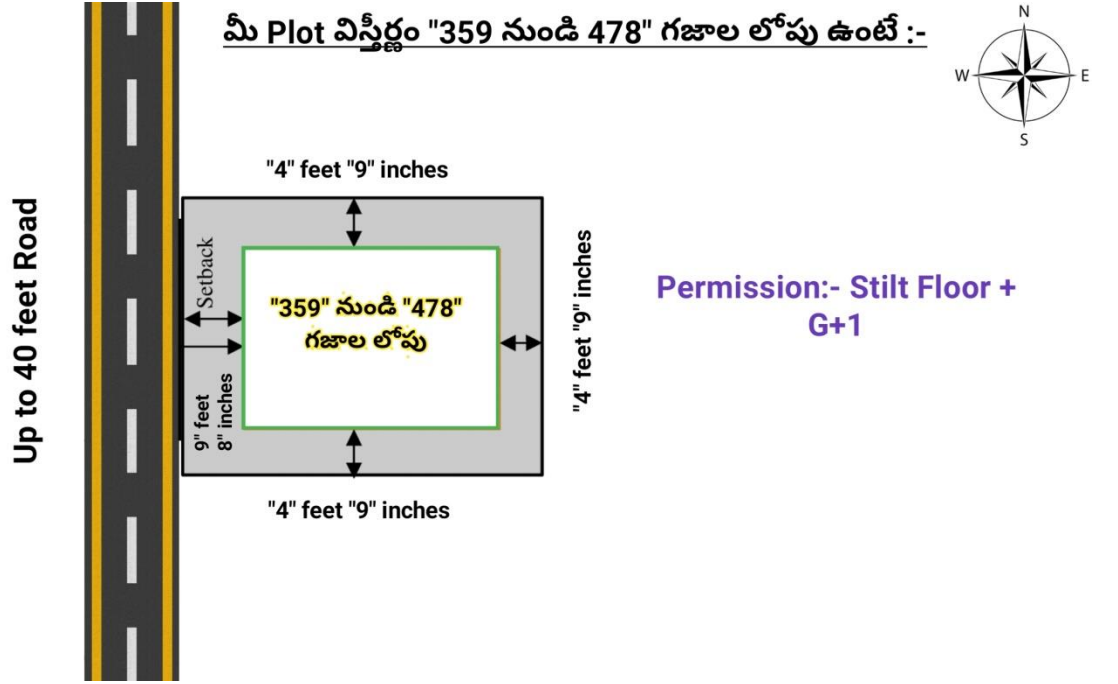 మీ Plot విస్తీర్ణం "359 నుండి 478" గజాల లోపు ఉంటే :-
N
W
E
S
"4" feet "9" inches
Up to 40 feet Road
Setback
"359" నుండి "478"
గజాల లోపు
"4" feet "9" inches
Permission:- Stilt Floor +
G+1
9" feet
8" inches
"4" feet "9" inches